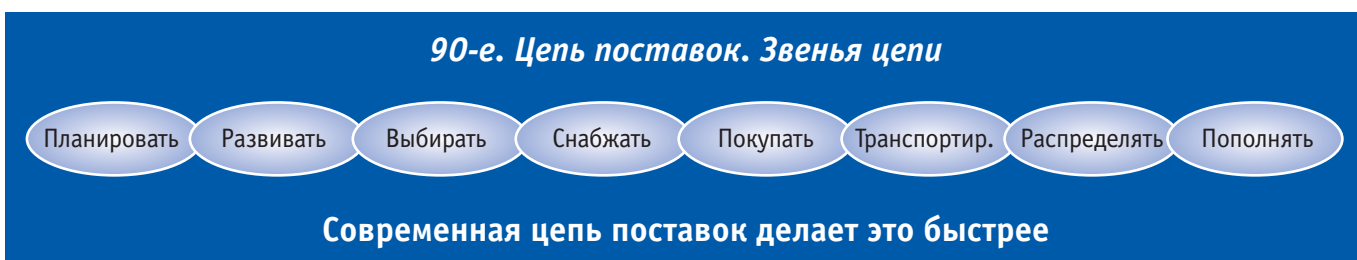 90-е. Цепь поставок. Звенья цепи
Планировать Развивать Выбирать Снабжать Покупать Транспортир. Распределять Пополнять
Современная цепь поставок делает это быстрее